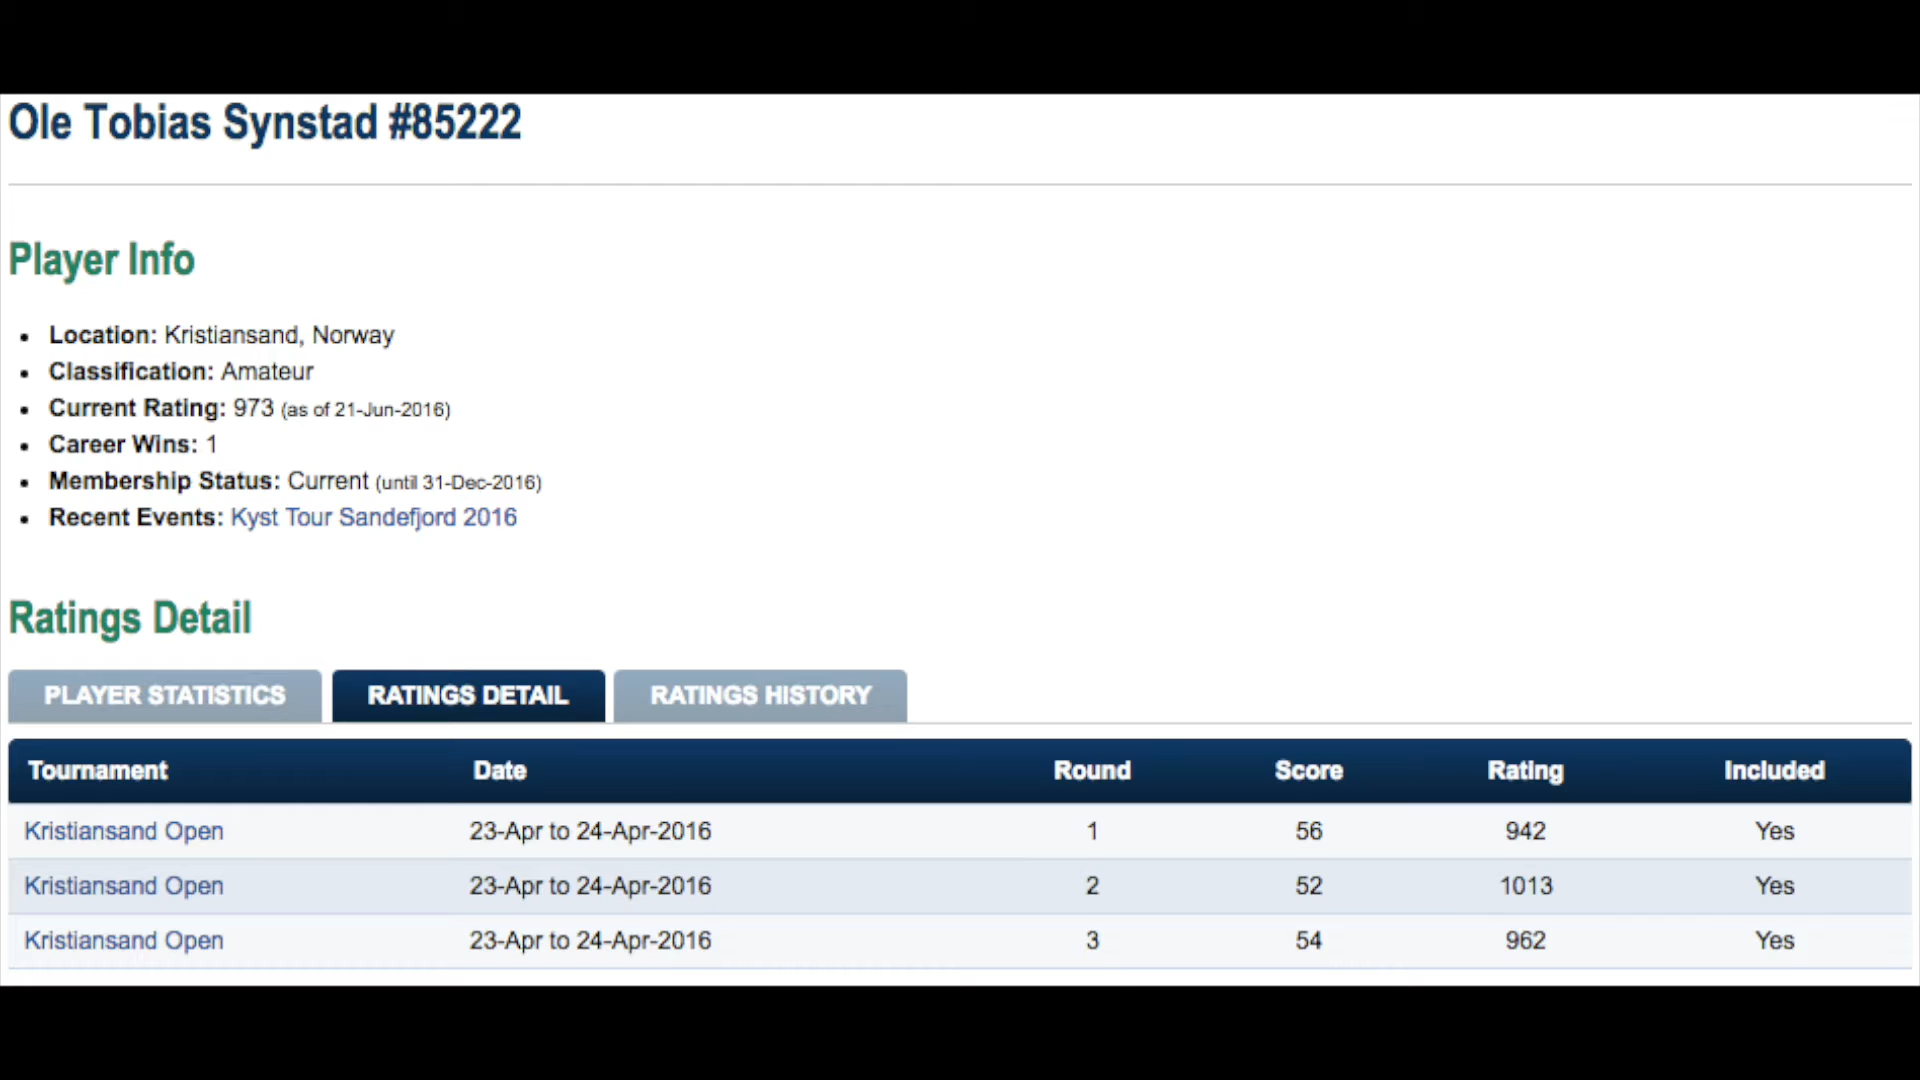 Ole Tobias Synstad #85222
Player Info
Location: Kristiansand, Norway
Classification: Amateur
Current Rating: 973 (as of 21-Jun-2016)
Career Wins: 1
Membership Status: Current (until 31-Dec-2016)
Recent Events: Kyst Tour Sandefjord 2016
Ratings Detail
PLAYER STATISTICS RATINGS DETAIL RATINGS HISTORY
Tournament Date Round Score Rating Included
Kristiansand Open 23-Apr to 24-Apr-2016 1 56 942 Yes
Kristiansand Open 23-Apr to 24-Apr-2016 2 52 1013 Yes
Kristiansand Open 23-Apr to 24-Apr-2016 3 54 962 Yes